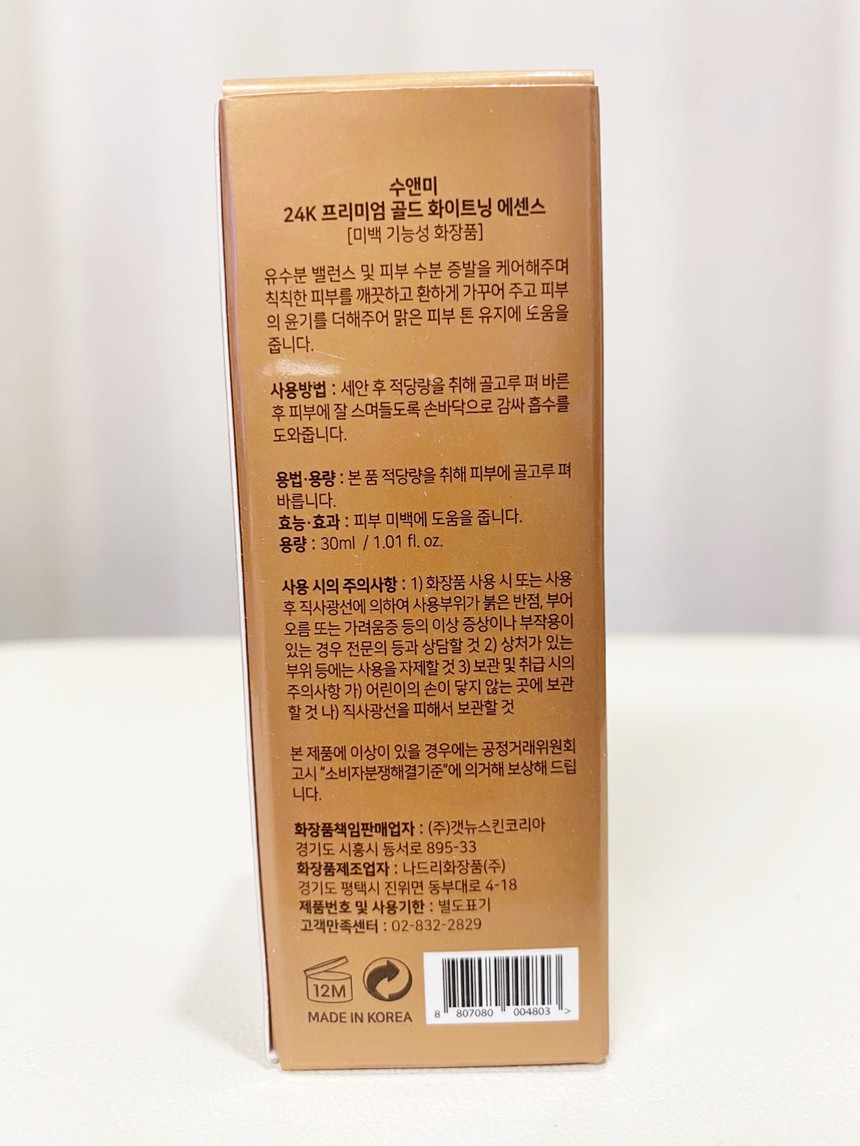 수앤미
24K 프리미엄 골드 화이트닝 에센스
[미백 기능성 화장품]
유수분 밸런스 및 피부 수분 증발을 케어해주며
칙칙한 피부를 깨끗하고 환하게 가꾸어 주고 피부
의 윤기를 더해주어 맑은 피부 톤 유지에 도움을
줍니다.
사용방법 : 세안 후 적당량을 취해 골고루 펴 바른
후 피부에 잘 스며들도록 손바닥으로 감싸 흡수를
도와줍니다.
용법·용량 : 본 품 적당량을 취해 피부에 골고루 펴
바릅니다.
효능·효과 : 피부 미백에 도움을 줍니다.
용량 : 30ml / 1.01 fl. oz.
사용 시의 주의사항 : 1) 화장품 사용 시 또는 사용
후 직사광선에 의하여 사용부위가 붉은 반점, 부어
오름 또는 가려움증 등의 이상 증상이나 부작용이
있는 경우 전문의 등과 상담할 것 2) 상처가 있는
부위 등에는 사용을 자제할 것 3) 보관 및 취급 시의
주의사항 가) 어린이의 손이 닿지 않는 곳에 보관
할 것 나) 직사광선을 피해서 보관할 것
본 제품에 이상이 있을 경우에는 공정거래위원회
고시 "소비자분쟁해결기준"에 의거해 보상해 드립
니다.
화장품책임판매업자 : (주)갯뉴스킨코리아
경기도 시흥시 동서로 895-33
화장품제조업자 : 나드리화장품(주)
경기도 평택시 진위면 동부대로 4-18
제품번호 및 사용기한 : 별도표기
고객만족센터 : 02-832-2829
12M
MADE IN KOREA
8 807080 004803 >